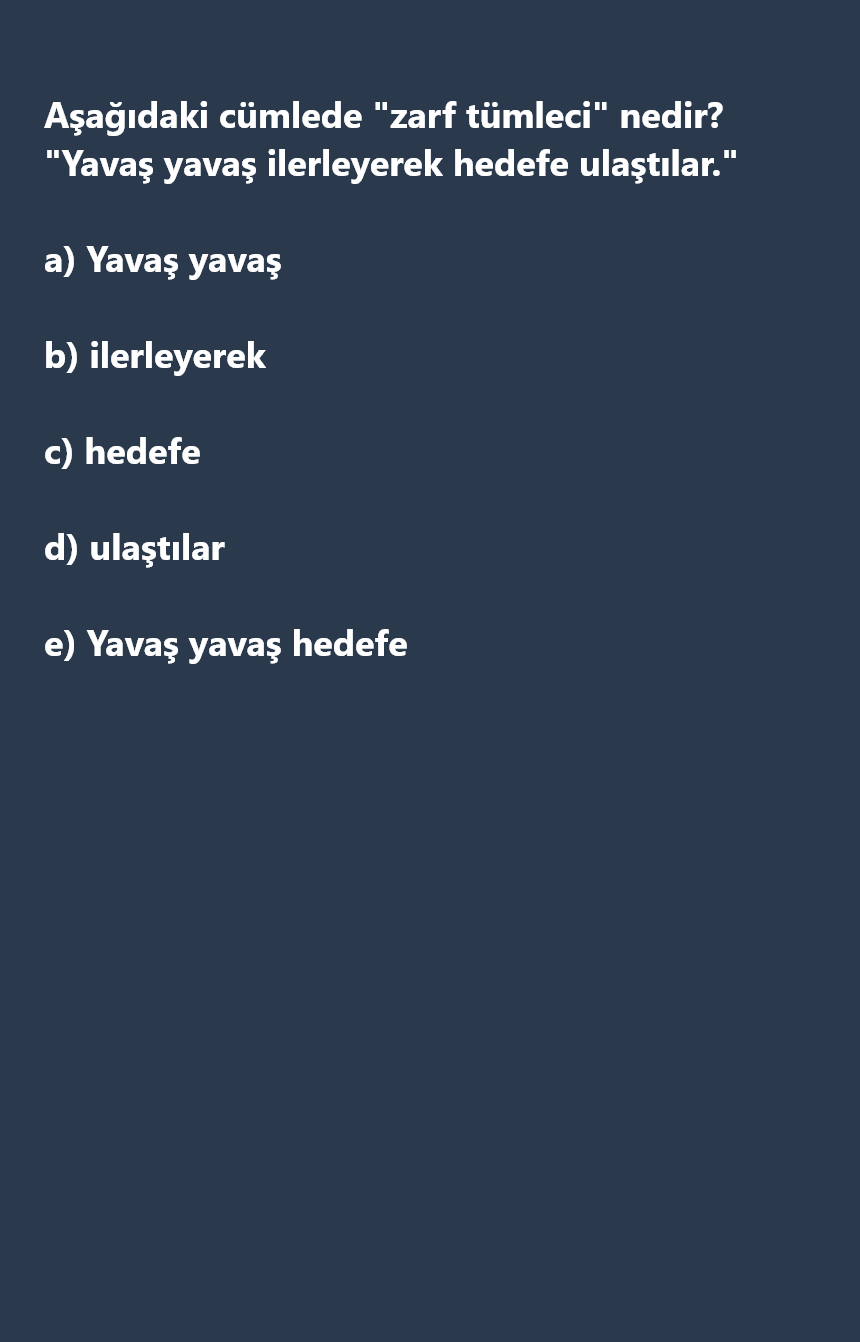 Aşağıdaki cümlede "zarf tümleci" nedir?
"Yavaş yavaş ilerleyerek hedefe ulaştılar."
a) Yavaş yavaş
b) ilerleyerek
c) hedefe
d) ulaştılar
e) Yavaş yavaş hedefe